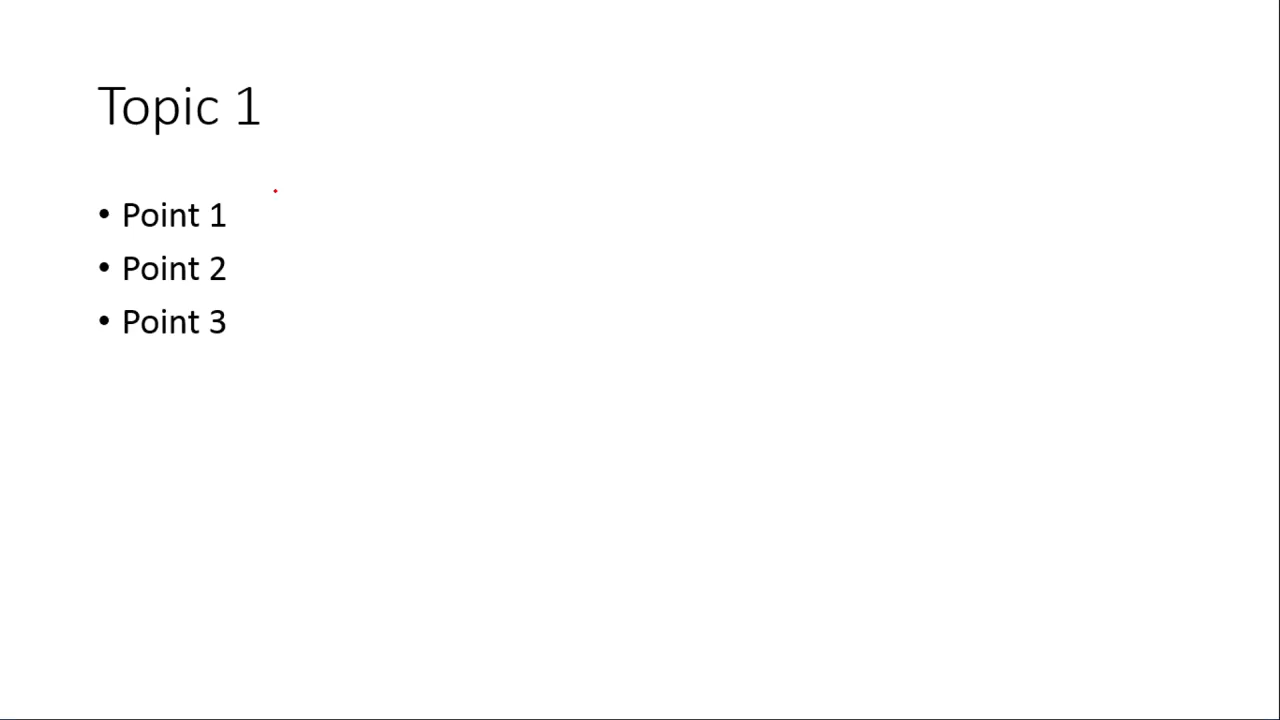 Topic 1
• Point 1
• Point 2
• Point 3